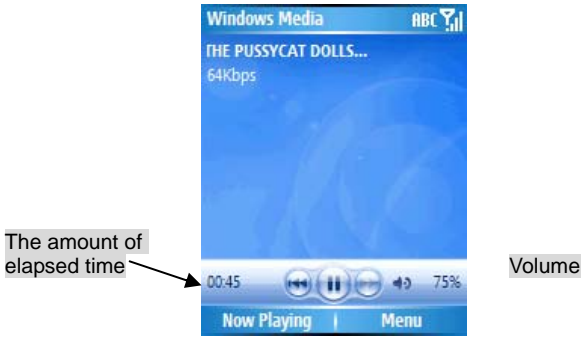 Windows Media ABC
THE PUSSYCAT DOLLS...
64Kbps
The amount of
elapsed time
Volume
00:45 75%
Now Playing Menu